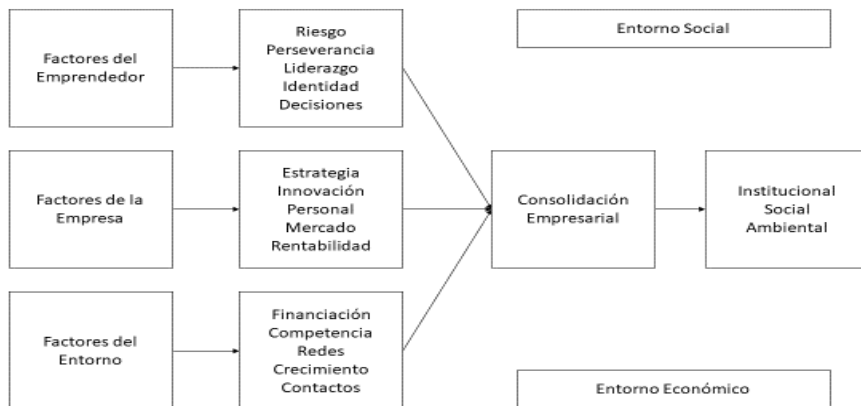 Factores del
Emprendedor
Riesgo
Perseverancia
Liderazgo
Identidad
Decisiones
Entorno Social
Factores de la
Empresa
Estrategia
Innovación
Personal
Mercado
Rentabilidad
Consolidación
Empresarial
Institucional
Social
Ambiental
Factores del
Entorno
Financiación
Competencia
Redes
Crecimiento
Contactos
Entorno Económico